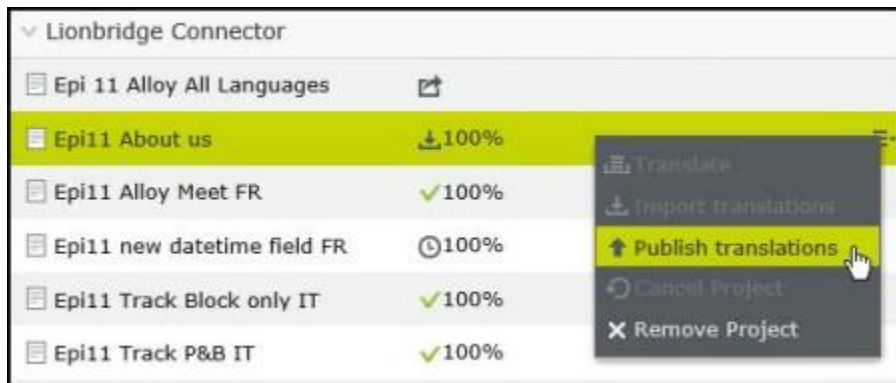 Lionbridge Connector
Epi 11 Alloy All Languages
Epi11 About us 100%
Translate
Epi11 Alloy Meet FR 100%
Import translations
Epi11 new datetime field FR 100%
Publish translations
Epi11 Track Block only IT 100%
Cancel Project
Remove Project
Epi11 Track P&B IT 100%